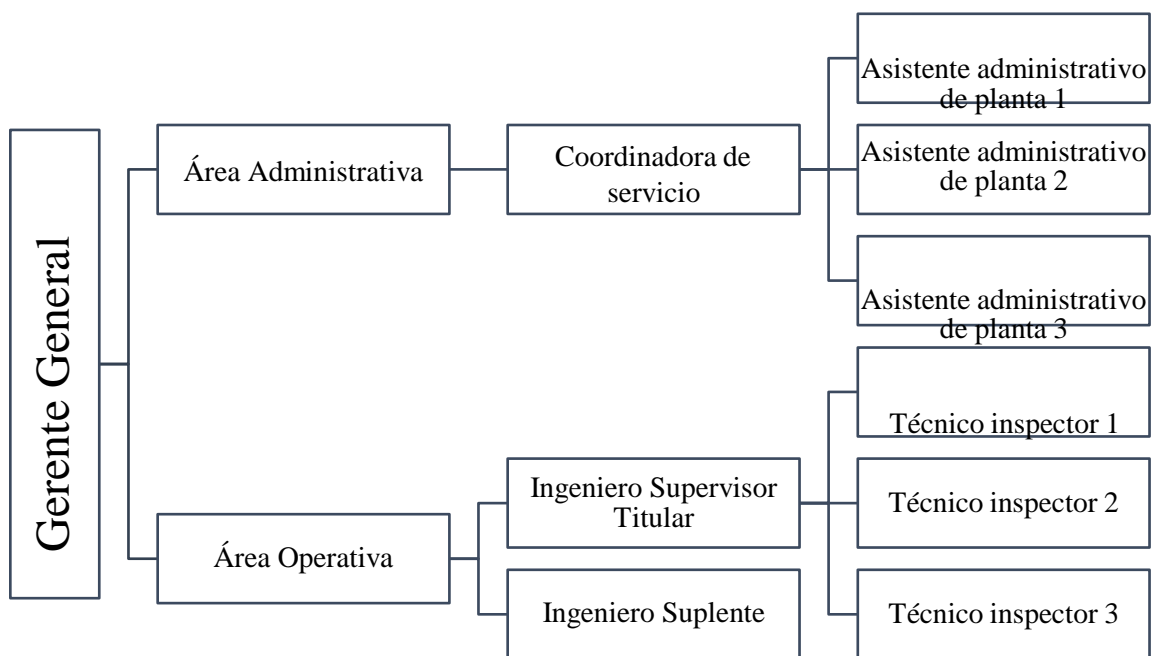 Gerente General
Área Administrativa
Coordinadora de
servicio
Asistente administrativo
de planta 1
Asistente administrativo
de planta 2
Asistente administrativo
de planta 3
Área Operativa
Ingeniero Supervisor
Titular
Técnico inspector 1
Técnico inspector 2
Técnico inspector 3
Ingeniero Suplente